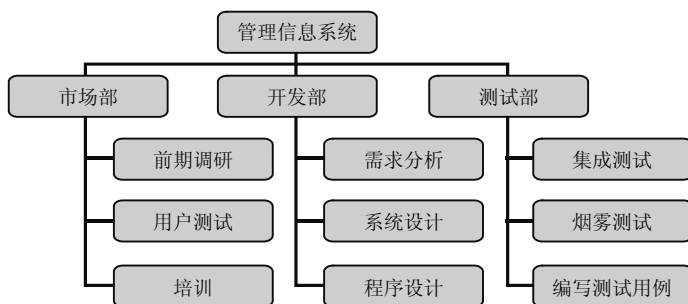 管理信息系统
市场部
开发部
测试部
前期调研
需求分析
集成测试
用户测试
系统设计
烟雾测试
培训
程序设计
编写测试用例